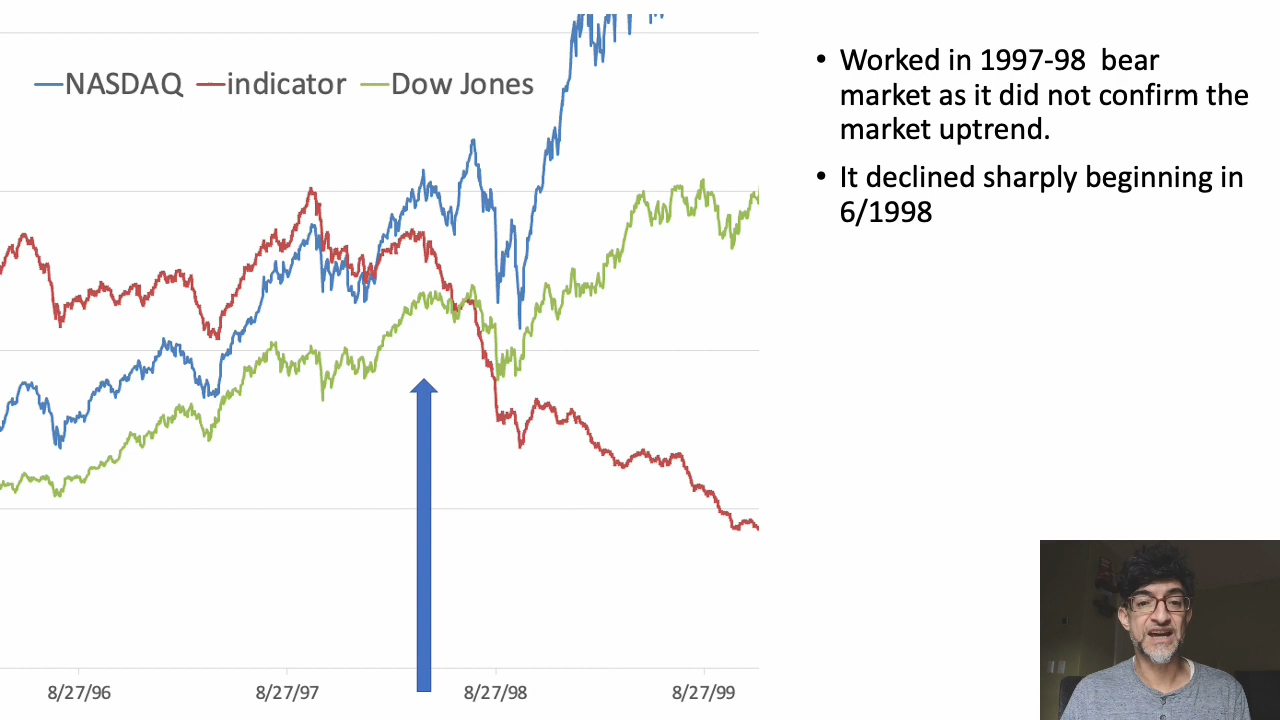 NASDAQ indicator Dow Jones
• Worked in 1997-98 bear
market as it did not confirm the
market uptrend.
• It declined sharply beginning in
6/1998
8/27/96 8/27/97 8/27/98 8/27/99